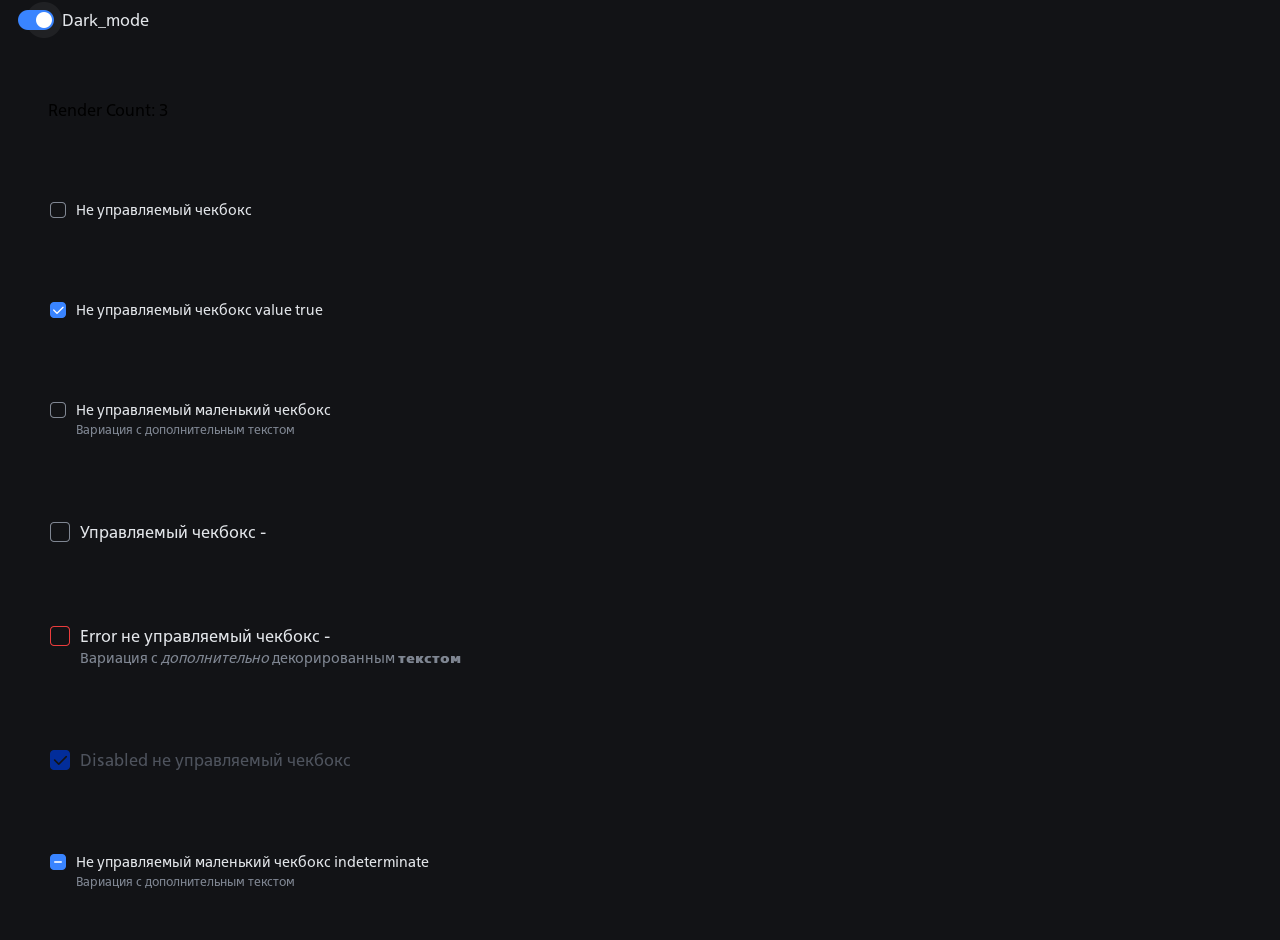 Dark_mode
Render Count: 3
Не управляемый чекбокс
Не управляемый чекбокс value true
Не управляемый маленький чекбокс
Вариация с дополнительным текстом
Управляемый чекбокс -
Error не управляемый чекбокс -
Вариация с дополнительно декорированным текстом
Disabled не управляемый чекбокс
Не управляемый маленький чекбокс indeterminate
Вариация с дополнительным текстом